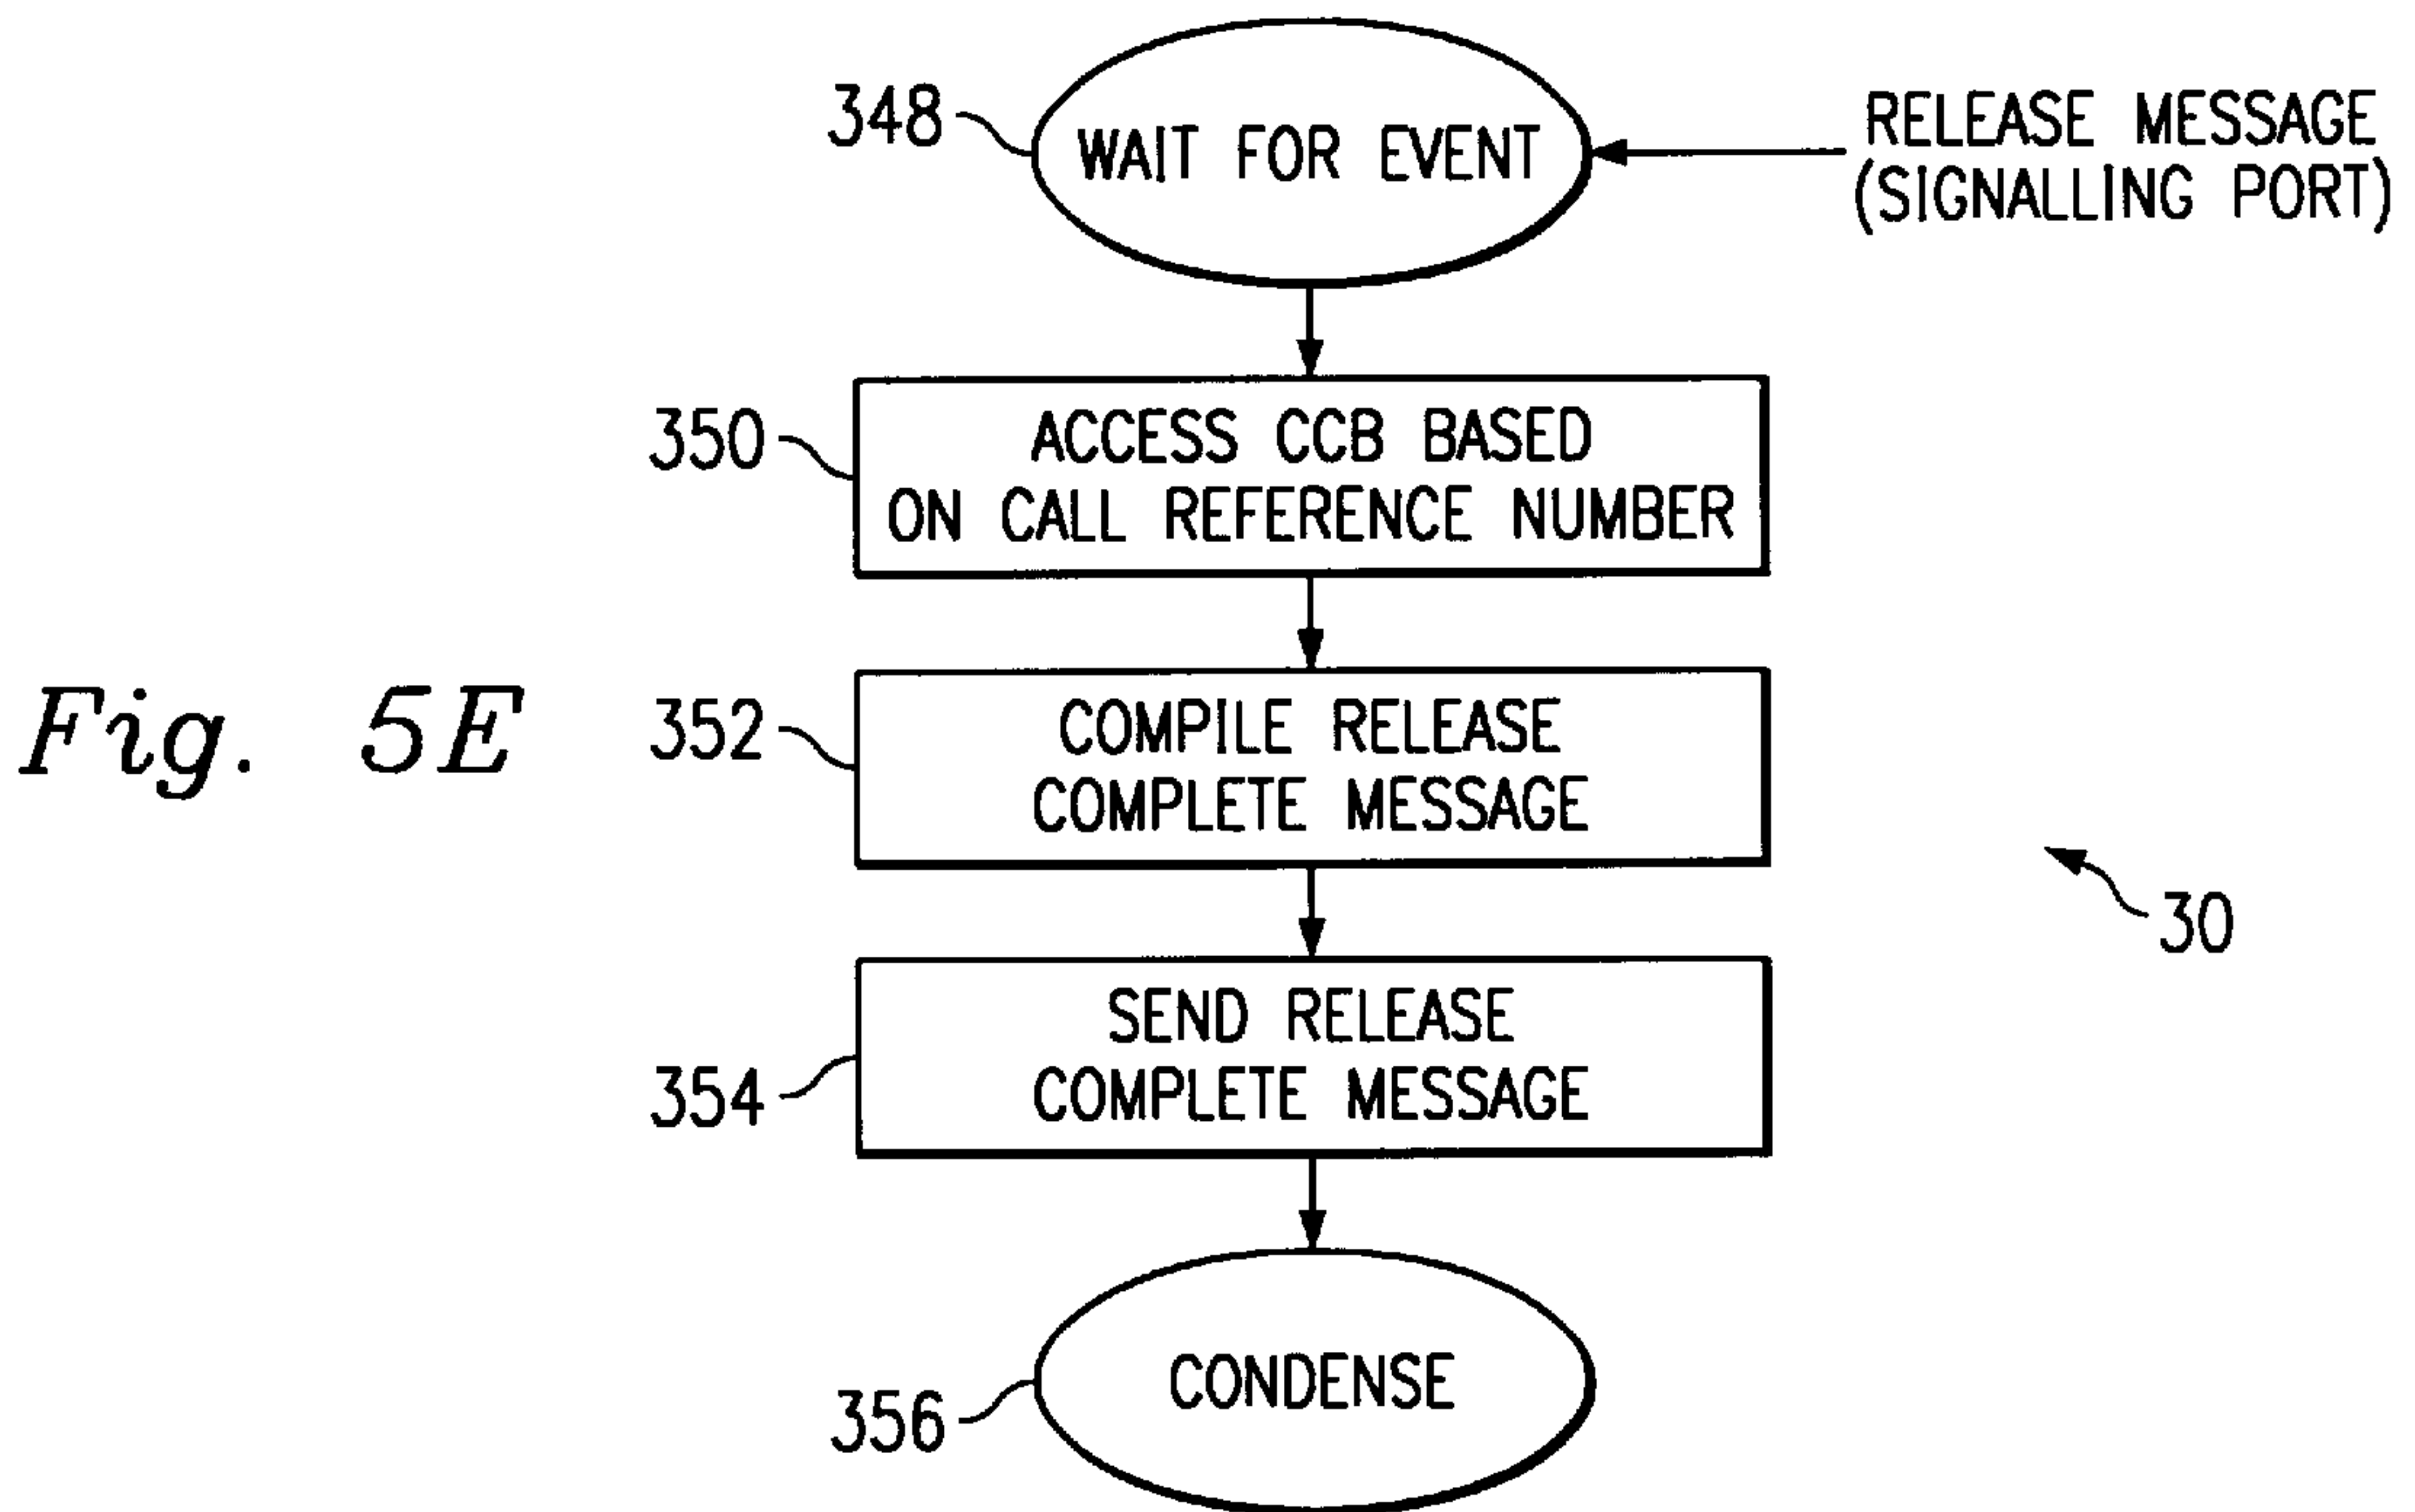 348
WAIT FOR EVENT
RELEASE MESSAGE
(SIGNALLING PORT)
350
ACCESS CCB BASED
ON CALL REFERENCE NUMBER
Fig. 5E
352
COMPILE RELEASE
COMPLETE MESSAGE
30
354
SEND RELEASE
COMPLETE MESSAGE
356
CONDENSE